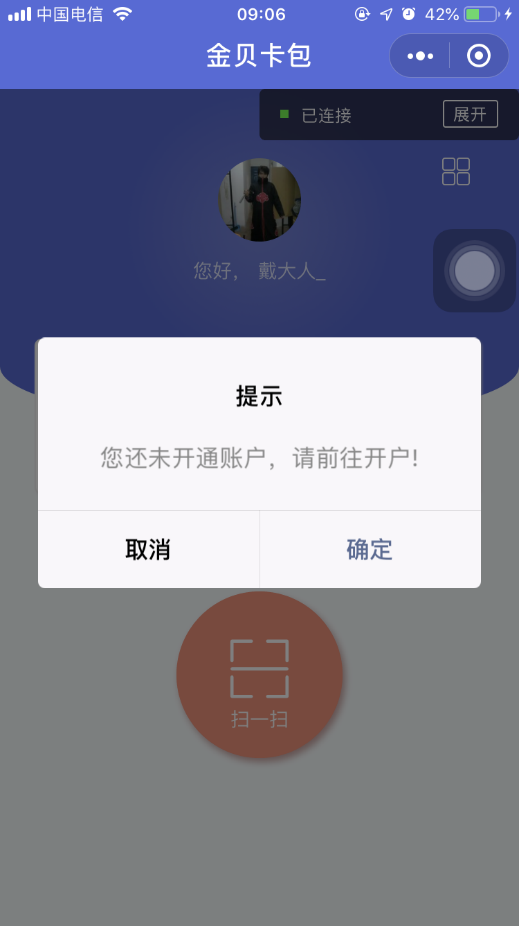 中国电信 09:06 42%
金贝卡包
已连接 展开
您好， 戴大人_
提示
您还未开通账户，请前往开户!
取消 确定
扫一扫